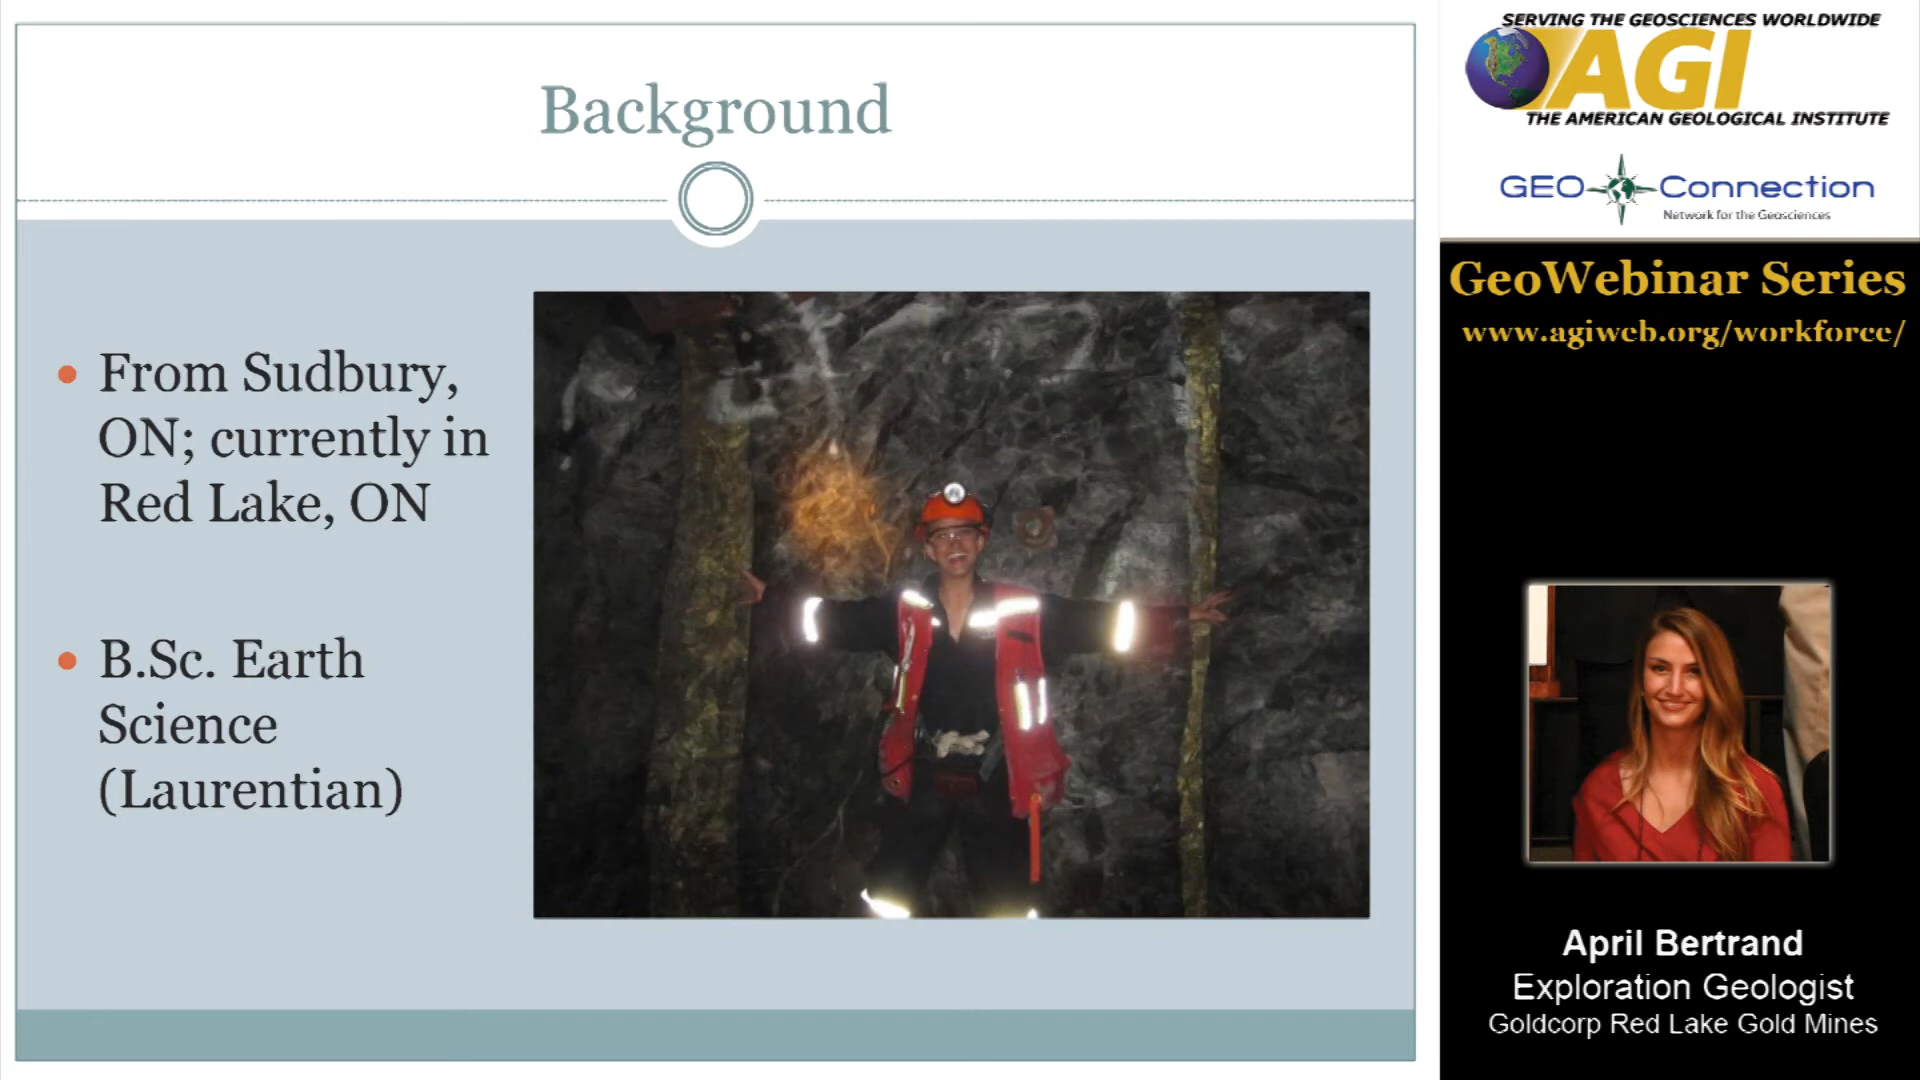 Background
From Sudbury,
ON; currently in
Red Lake, ON
B.Sc. Earth
Science
(Laurentian)
SERVING THE GEOSCIENCES WORLDWIDE
AGI
THE AMERICAN GEOLOGICAL INSTITUTE
GEO Connection
Network for the Geosciences
GeoWebinar Series
www.agiweb.org/workforce/
April Bertrand
Exploration Geologist
Goldcorp Red Lake Gold Mines